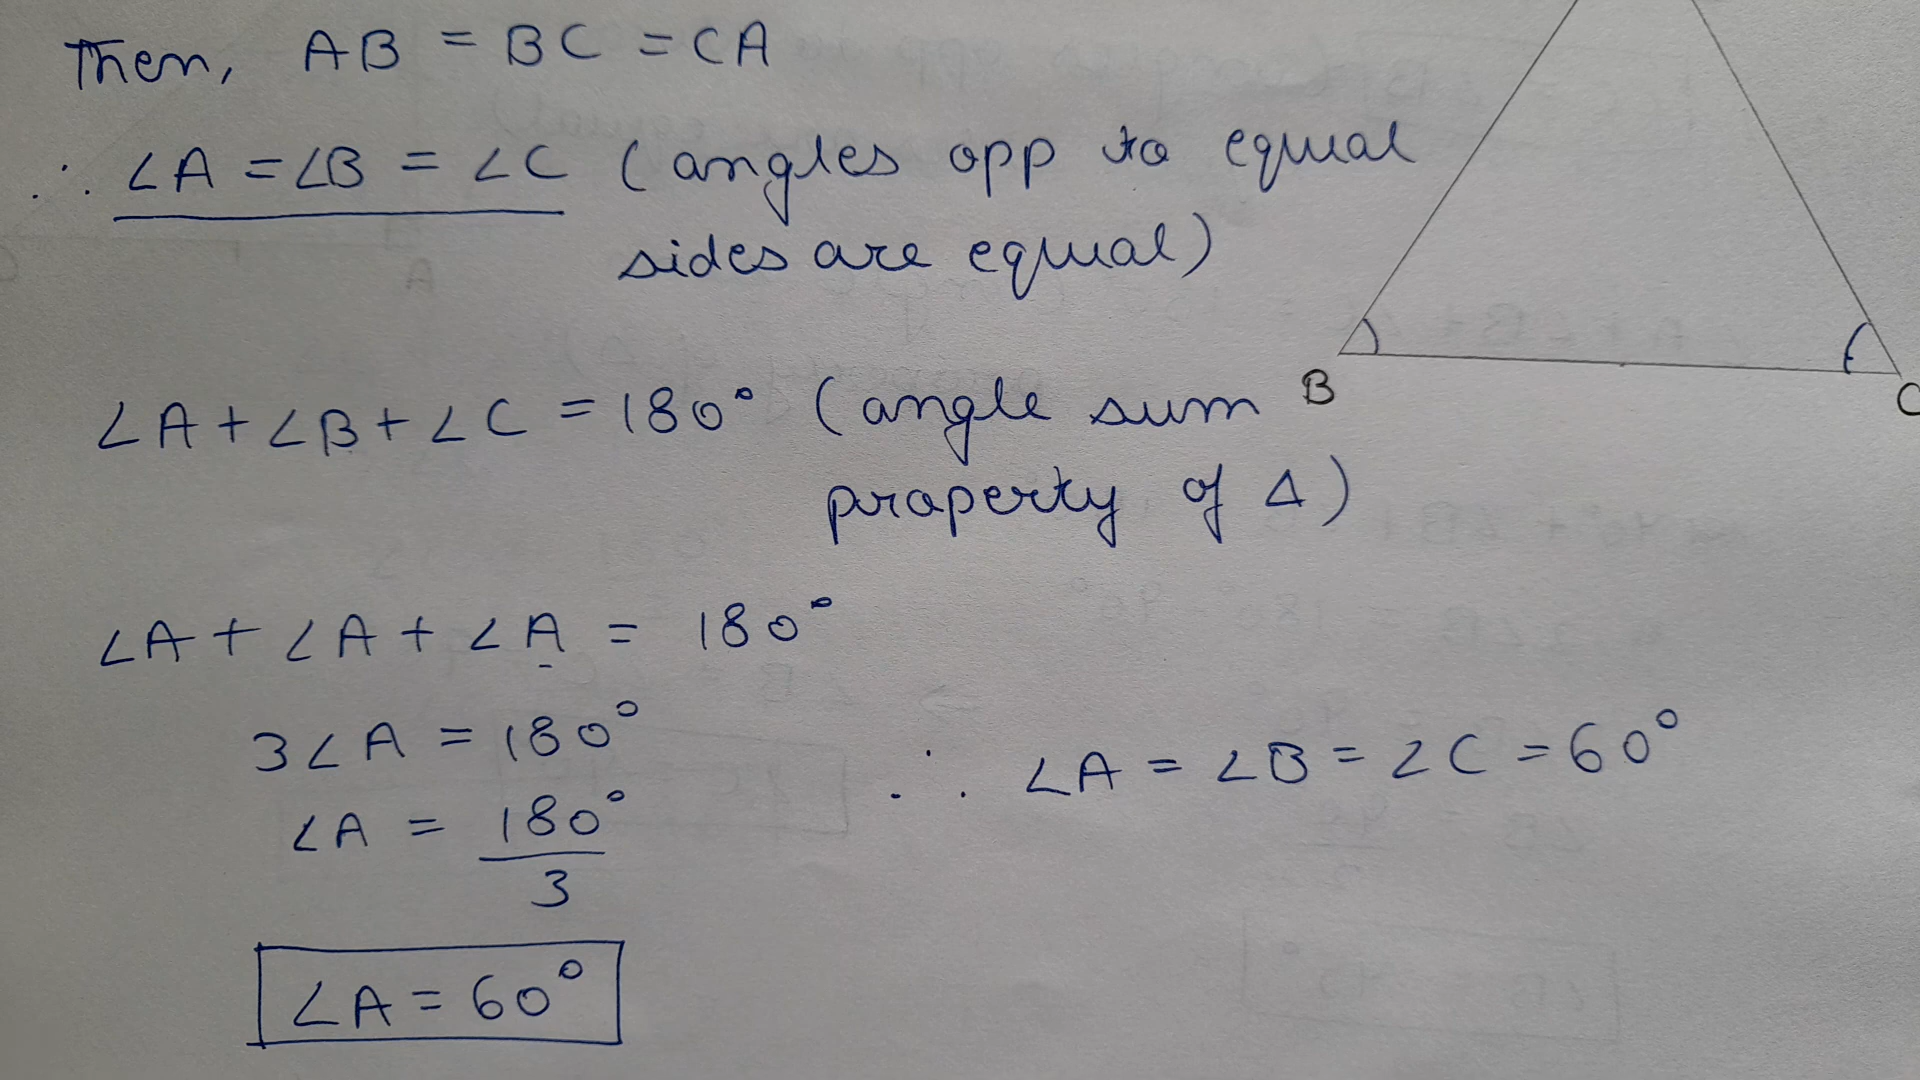 Then, AB = BC = CA
∴ ∠A = ∠B = ∠C (angles opp to equal
sides are equal)
B
C
∠A + ∠B + ∠C = 180° (angle sum
property of Δ)
∠A + ∠A + ∠A = 180°
3∠A = 180°
∠A = 180°
3
∴ ∠A = ∠B = ∠C = 60°
∠A = 60°